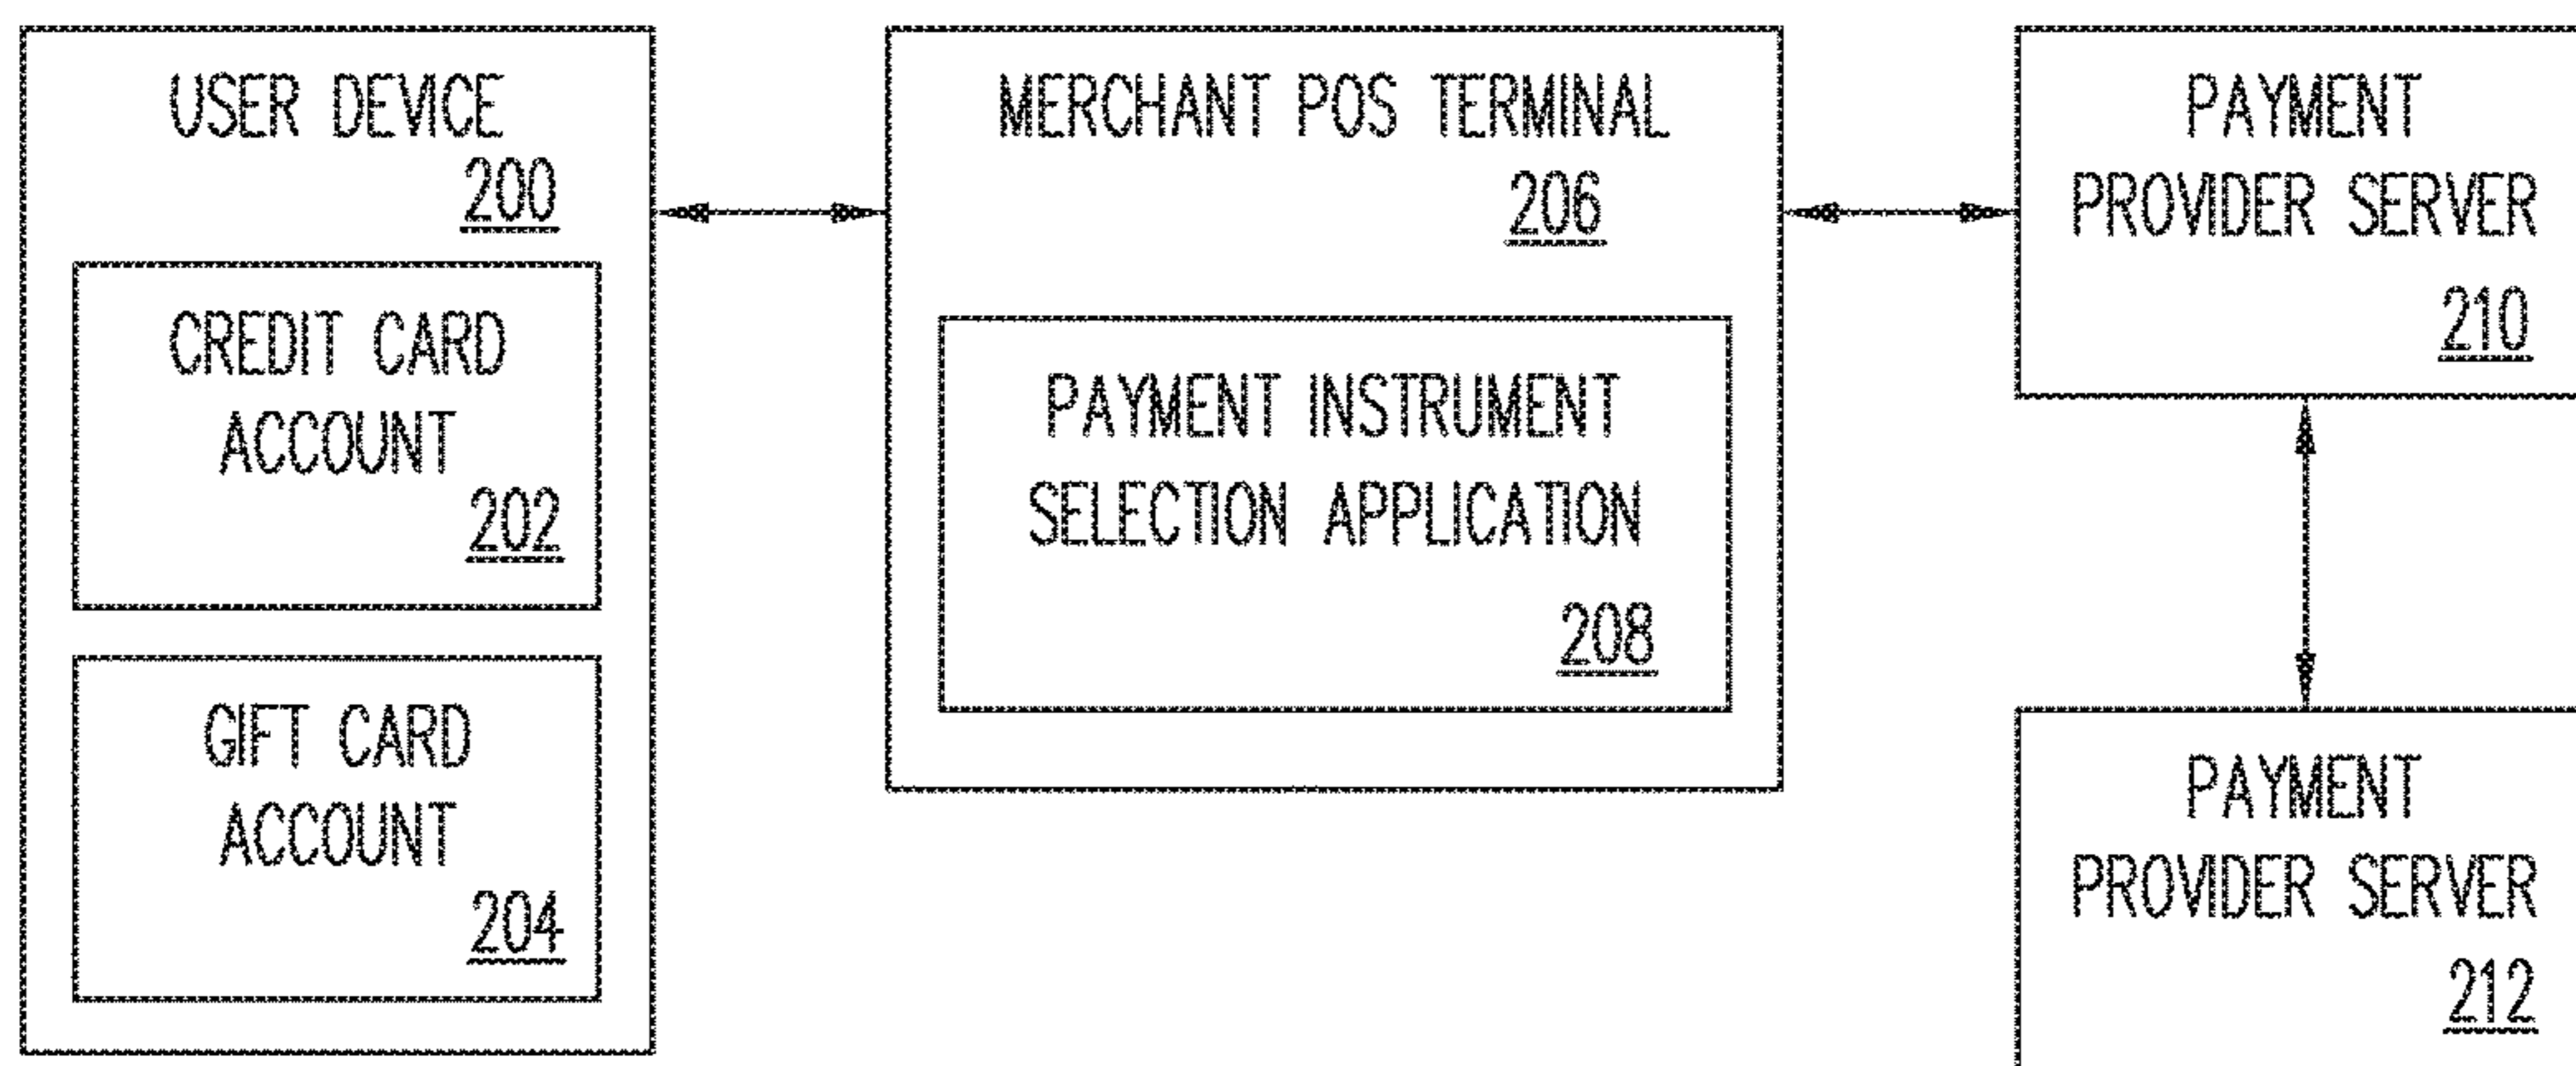 USER DEVICE
200
CREDIT CARD
ACCOUNT
202
GIFT CARD
ACCOUNT
204
MERCHANT POS TERMINAL
206
PAYMENT INSTRUMENT
SELECTION APPLICATION
208
PAYMENT
PROVIDER SERVER
210
PAYMENT
PROVIDER SERVER
212